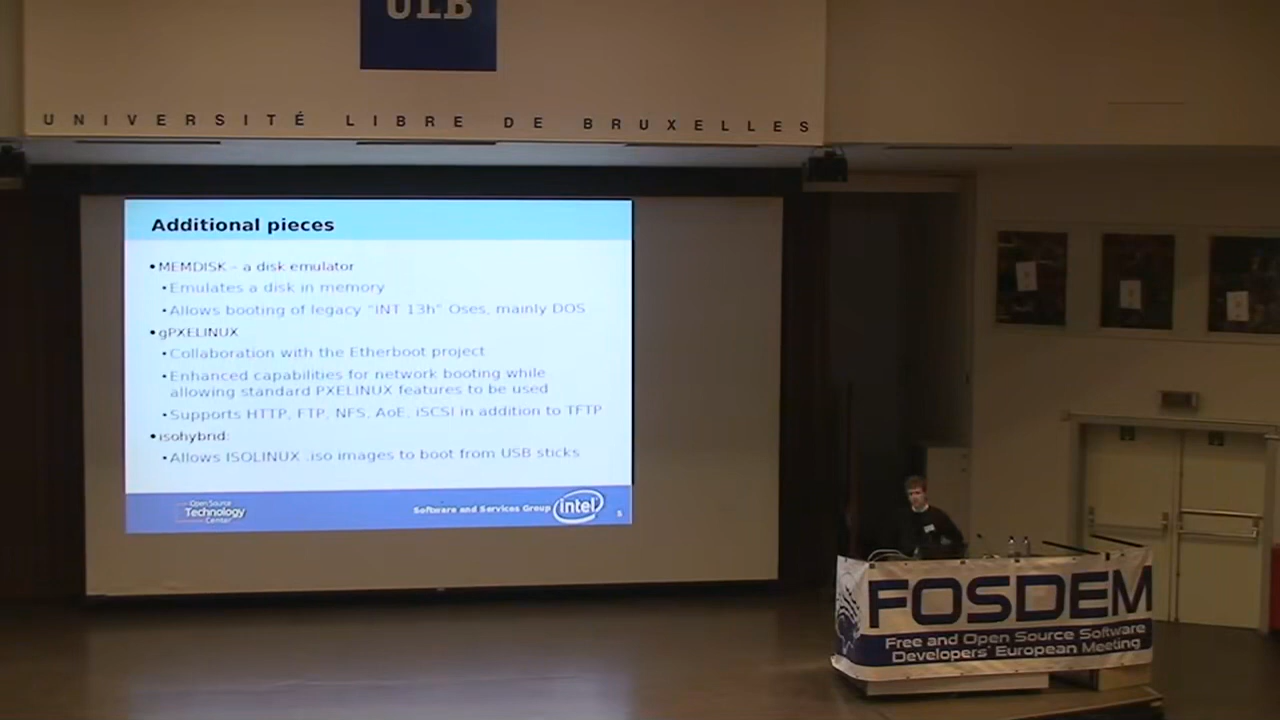 ULB
UNIVERSITÉ LIBRE DE BRUXELLES
Additional pieces
•MEMDISK – a disk emulator
•Emulates a disk in memory
•Allows booting of legacy “INT 13h” Oses, mainly DOS
•gPXELINUX
•Collaboration with the Etherboot project
•Enhanced capabilities for network booting while
allowing standard PXELINUX features to be used
•Supports HTTP, FTP, NFS, AoE, iSCSI in addition to TFTP
•isohybrid:
•Allows ISOLINUX .iso images to boot from USB sticks
Open Source
Technology
Center
Software and Services Group
intel
5
FOSDEM
Free and Open Source Software
Developers' European Meeting